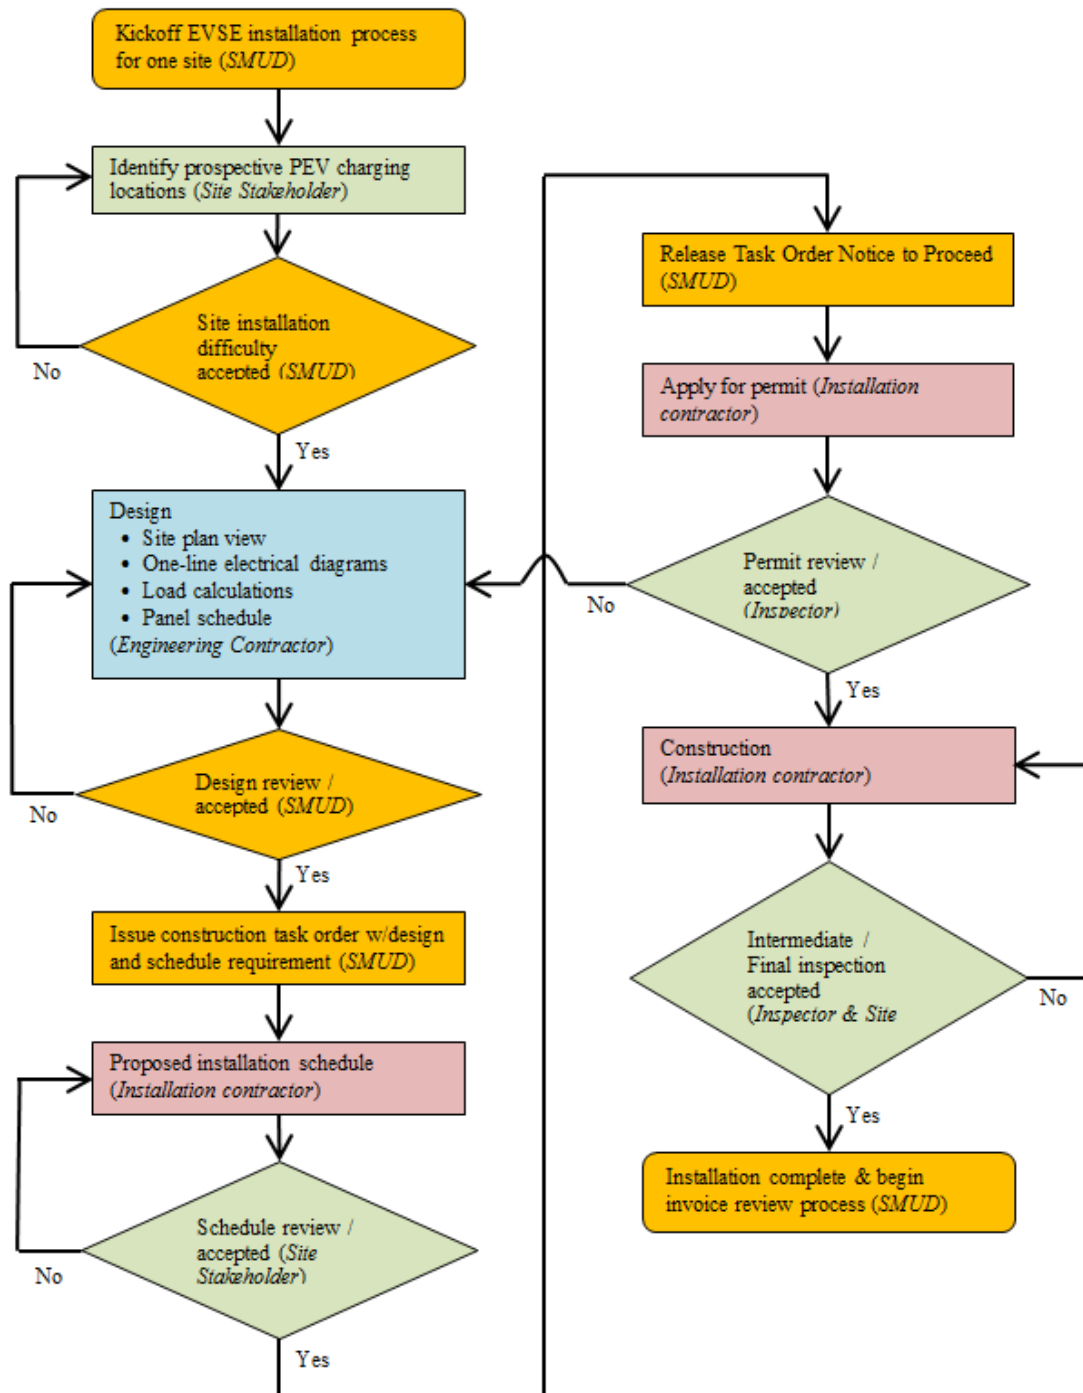 Kickoff EVSE installation process
for one site (SMUD)
Identify prospective PEV charging
locations (Site Stakeholder)
Site installation
difficulty
accepted (SMUD)
No
Yes
Design
• Site plan view
• One-line electrical diagrams
• Load calculations
• Panel schedule
(Engineering Contractor)
Design review /
accepted (SMUD)
No
Yes
Issue construction task order w/design
and schedule requirement (SMUD)
Proposed installation schedule
(Installation contractor)
Schedule review /
accepted (Site
Stakeholder)
No
Yes
Release Task Order Notice to Proceed
(SMUD)
Apply for permit (Installation
contractor)
Permit review /
accepted
(Inspector)
No
Yes
Construction
(Installation contractor)
Intermediate /
Final inspection
accepted
(Inspector & Site
No
Yes
Installation complete & begin
invoice review process (SMUD)